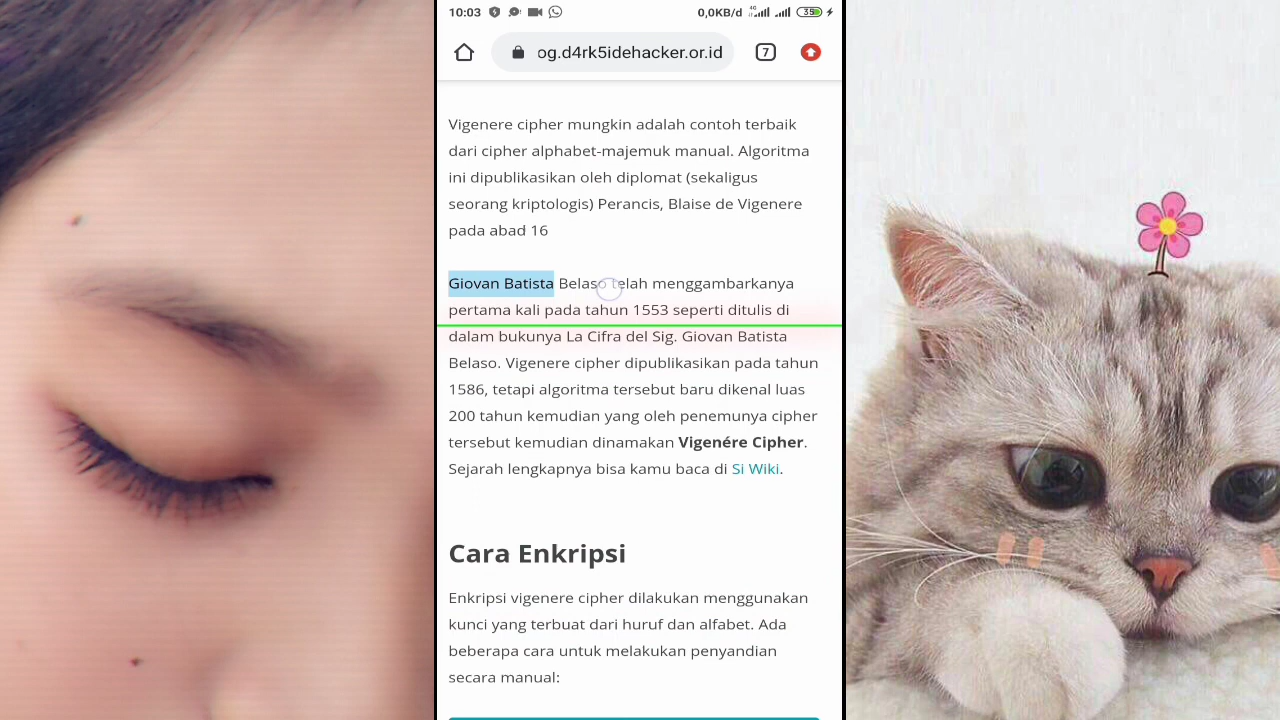 10:03 0,0KB/d 4G 35
og.d4rk5idehacker.or.id 7
Vigenere cipher mungkin adalah contoh terbaik
dari cipher alphabet-majemuk manual. Algoritma
ini dipublikasikan oleh diplomat (sekaligus
seorang kriptologis) Perancis, Blaise de Vigenere
pada abad 16
Giovan Batista Belaso telah menggambarkanya
pertama kali pada tahun 1553 seperti ditulis di
dalam bukunya La Cifra del Sig. Giovan Batista
Belaso. Vigenere cipher dipublikasikan pada tahun
1586, tetapi algoritma tersebut baru dikenal luas
200 tahun kemudian yang oleh penemunya cipher
tersebut kemudian dinamakan Vigenére Cipher.
Sejarah lengkapnya bisa kamu baca di Si Wiki.
Cara Enkripsi
Enkripsi vigenere cipher dilakukan menggunakan
kunci yang terbuat dari huruf dan alfabet. Ada
beberapa cara untuk melakukan penyandian
secara manual: